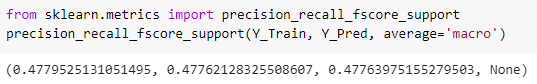 from sklearn.metrics import precision_recall_fscore_support
precision_recall_fscore_support(Y_Train, Y_Pred, average='macro')
(0.4779525131051495, 0.47762128325508607, 0.47763975155279503, None)